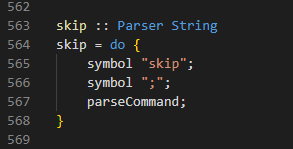 562
563 skip :: Parser String
564 skip = do {
565     symbol "skip";
566     symbol ";";
567     parseCommand;
568 }
569